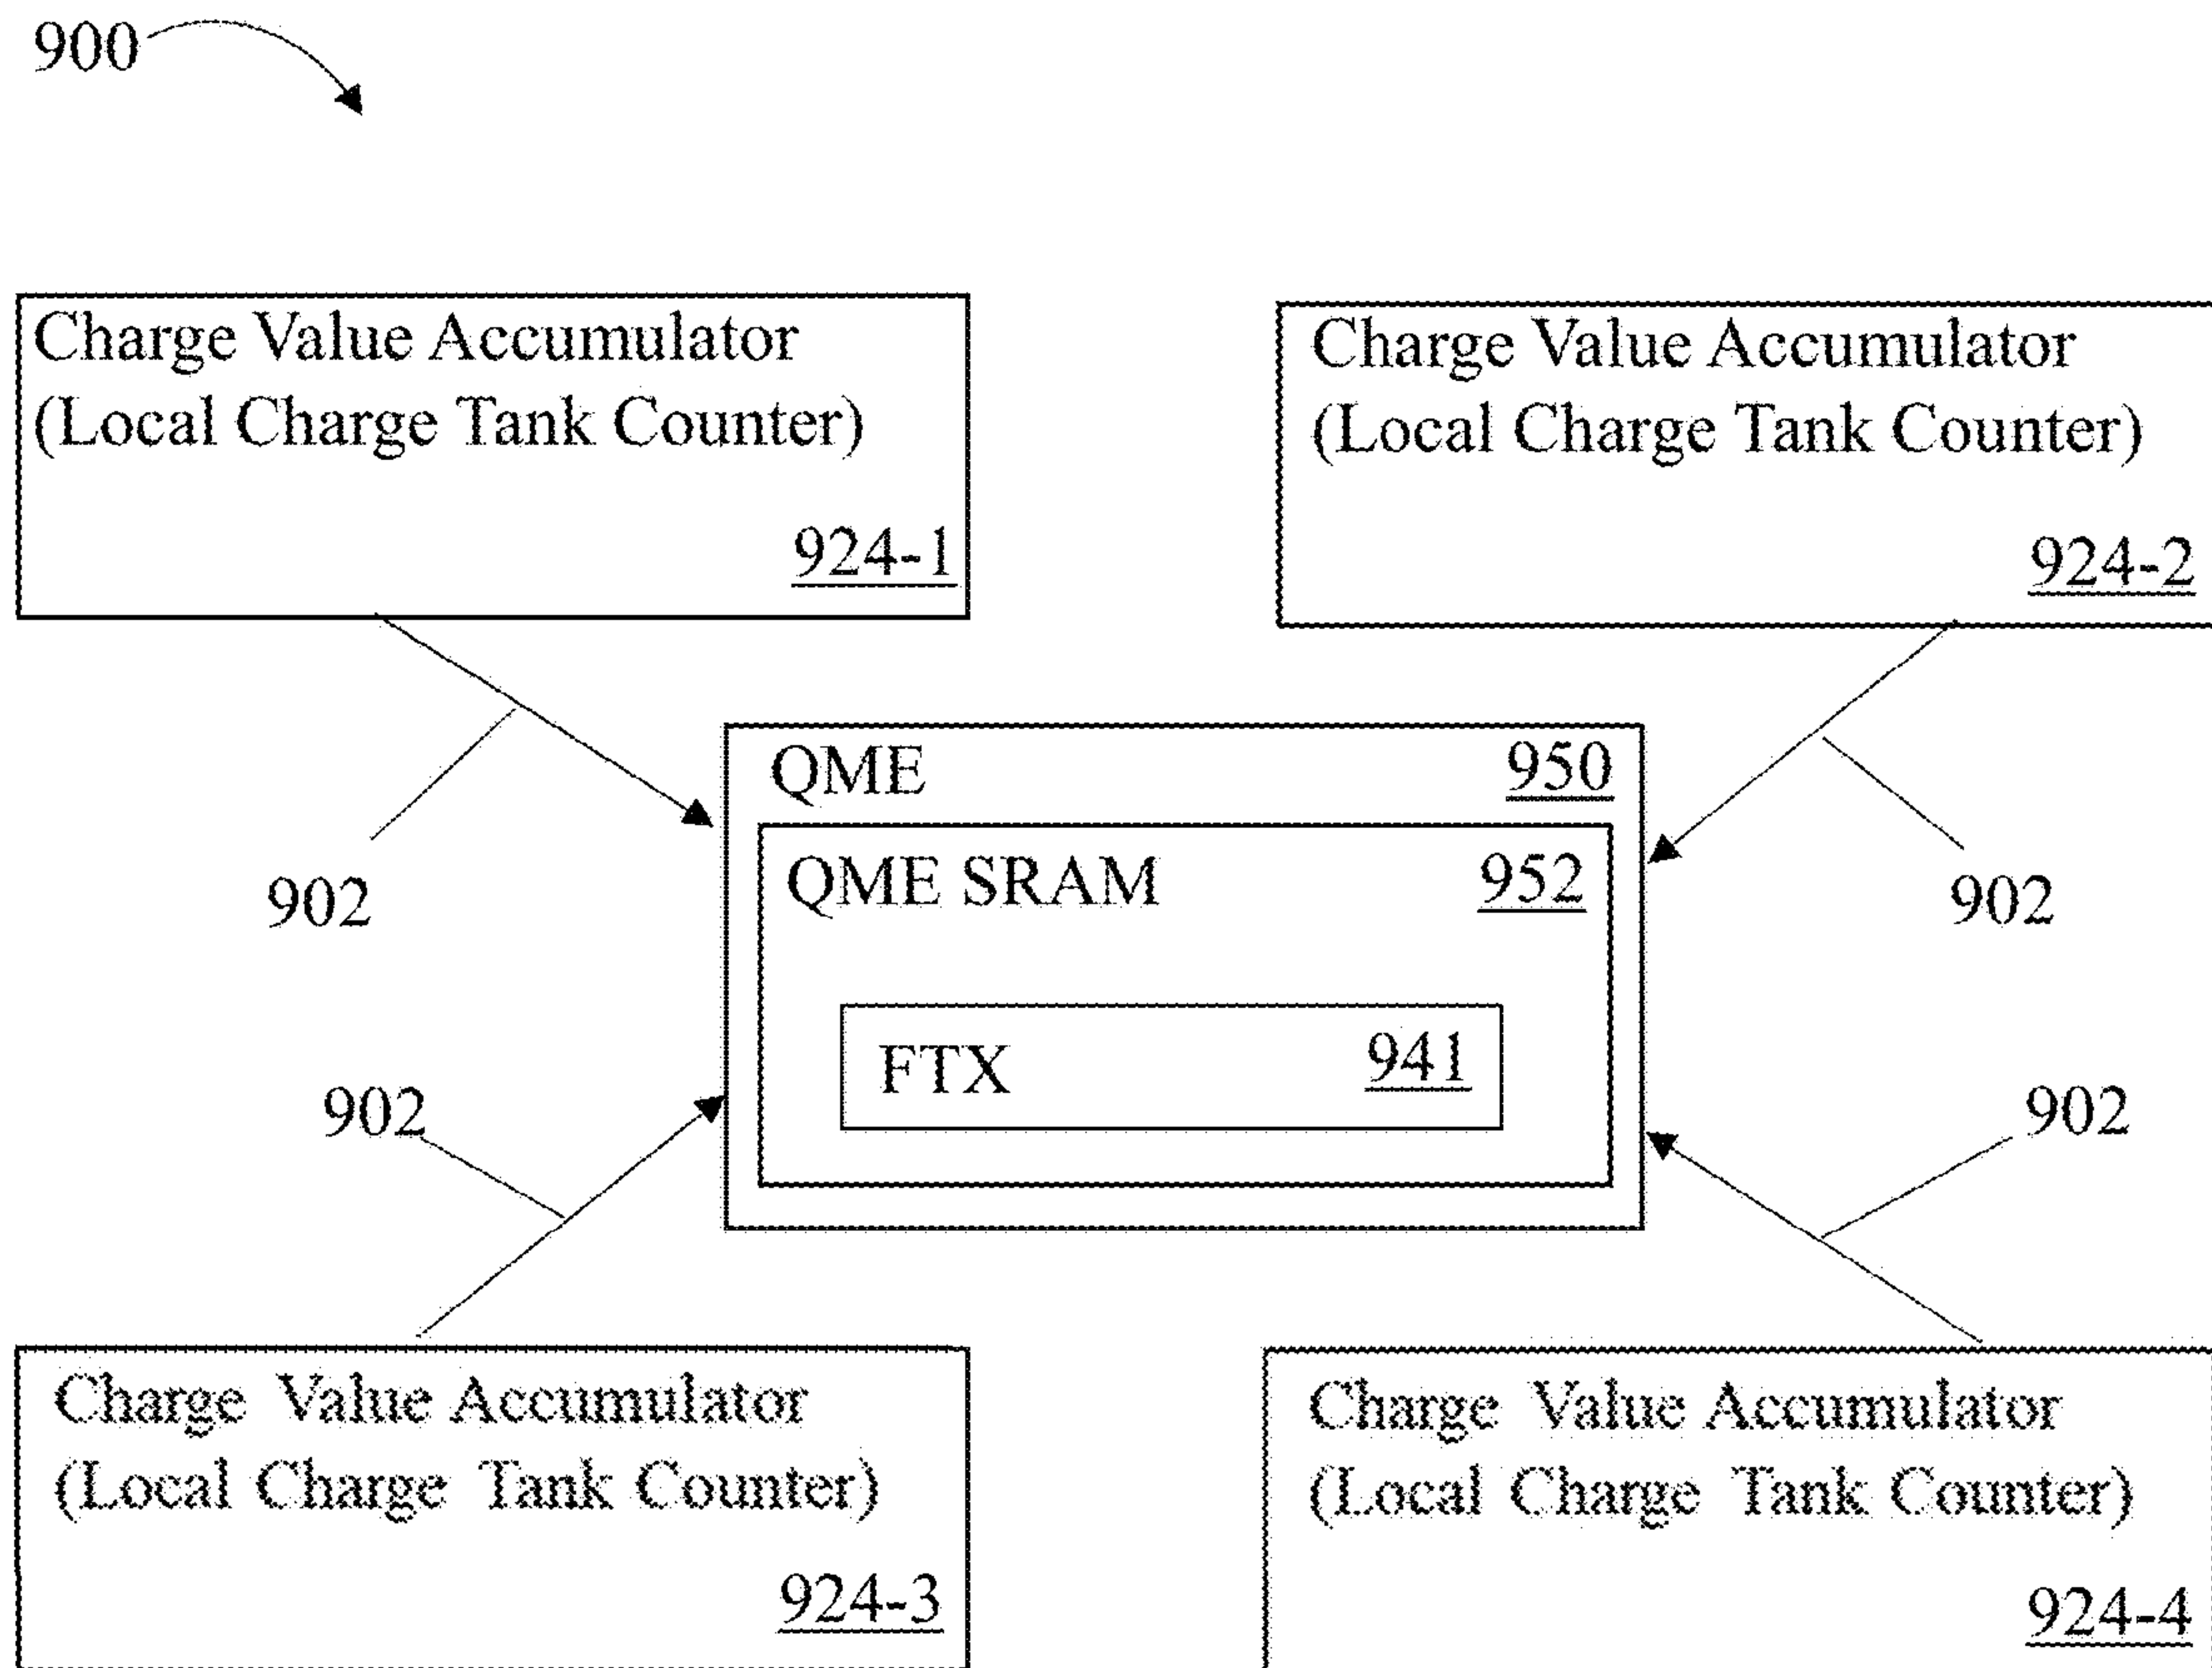 900
Charge Value Accumulator
(Local Charge Tank Counter)
924-1
Charge Value Accumulator
(Local Charge Tank Counter)
924-2
902
902
QME 950
QME SRAM 952
FTX 941
902
902
Charge Value Accumulator
(Local Charge Tank Counter)
924-3
Charge Value Accumulator
(Local Charge Tank Counter)
924-4